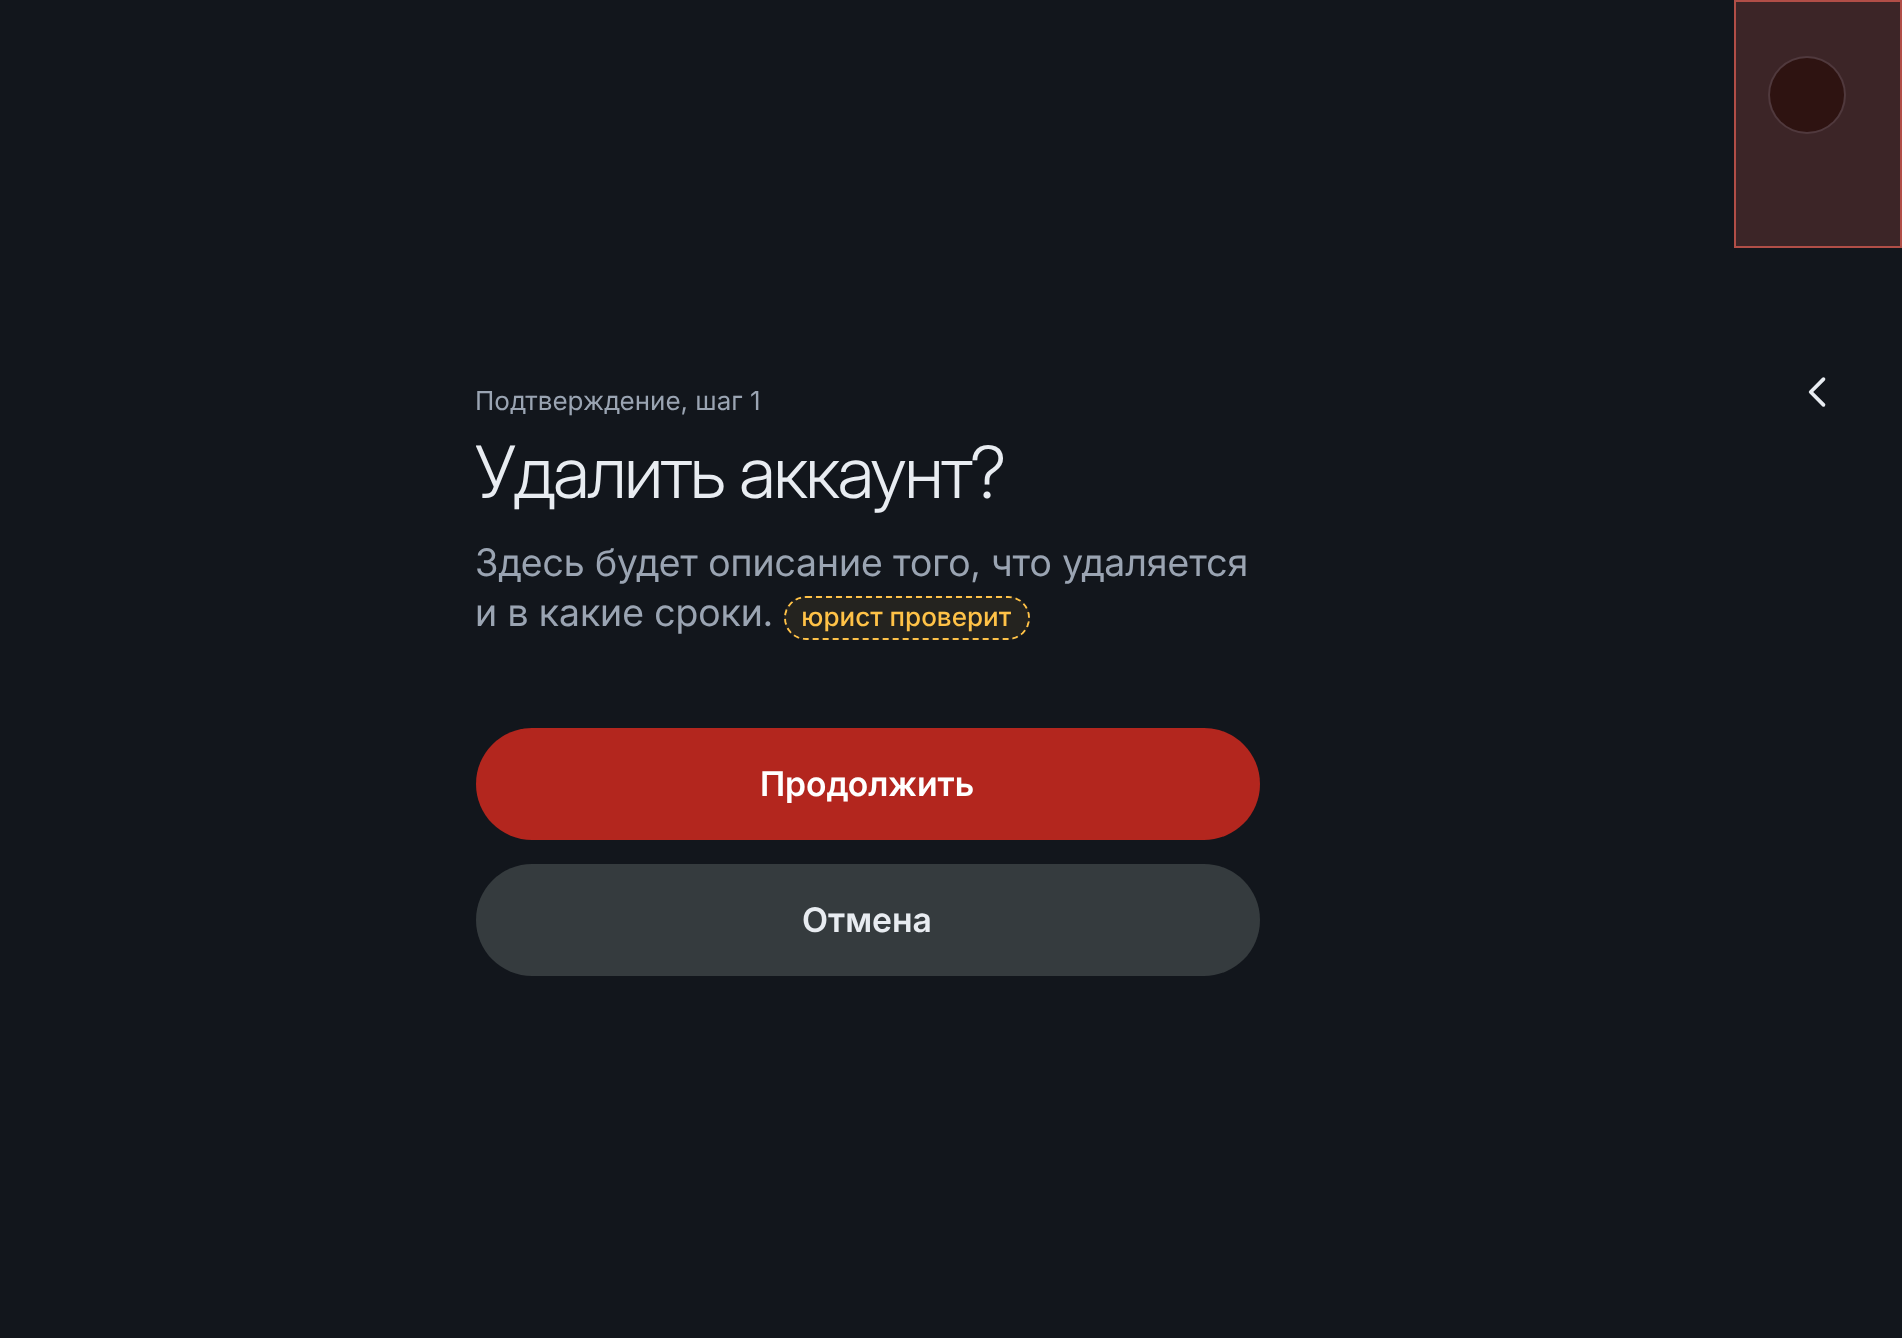 Подтверждение, шаг 1
Удалить аккаунт?
Здесь будет описание того, что удаляется
и в какие сроки. юрист проверит
Продолжить
Отмена